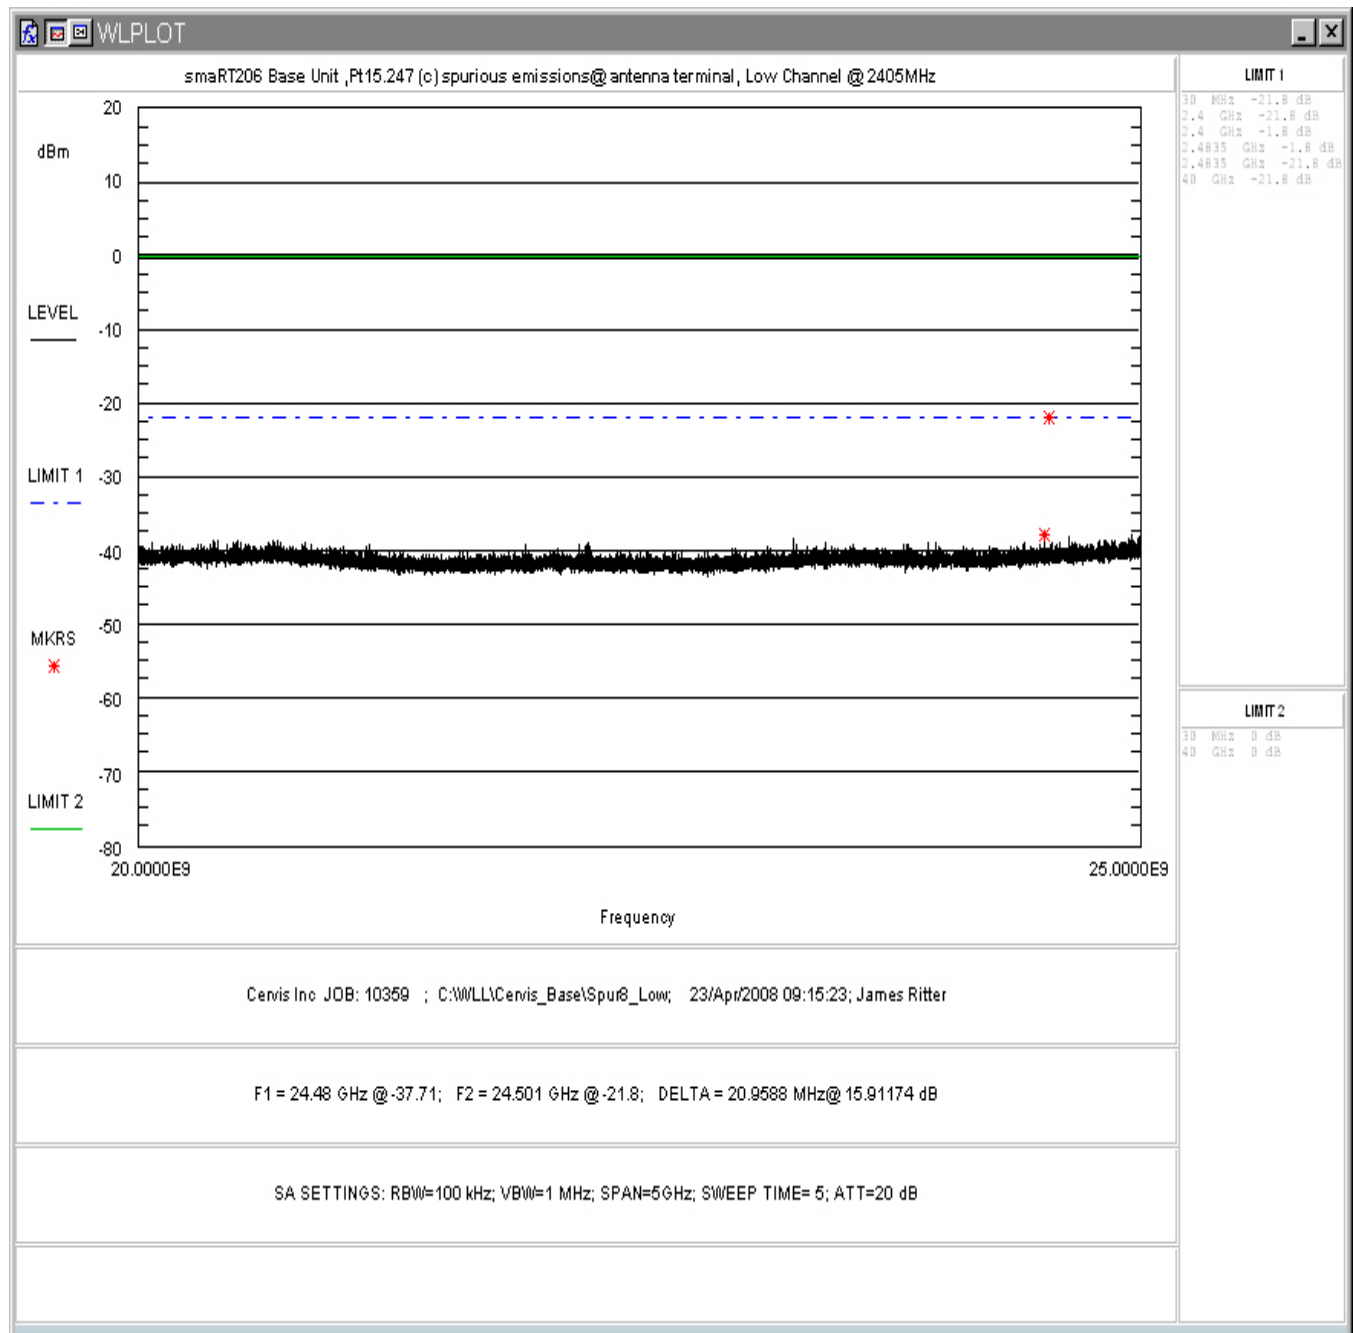 WLPLOT
smaRT206 Base Unit ,Pt15.247 (c) spurious emissions@ antenna terminal, Low Channel @ 2405MHz
20
dBm
10
0
LEVEL
-10
-20
LIMIT 1
-30
-40
-50
MKRS
-60
-70
LIMIT 2
-80
20.0000E9
25.0000E9
Frequency
LIMIT 1
30 MHz -21.8 dB
2.4 GHz -21.8 dB
2.4 GHz -1.8 dB
2.4835 GHz -1.8 dB
2.4835 GHz -21.8 dB
40 GHz -21.8 dB
LIMIT 2
30 MHz 0 dB
40 GHz 0 dB
Cervis Inc JOB: 10359 ; C:\WLL\Cervis_Base\Spur8_Low; 23/Apr/2008 09:15:23; James Ritter
F1 = 24.48 GHz @ -37.71; F2 = 24.501 GHz @ -21.8; DELTA = 20.9588 MHz@ 15.91174 dB
SA SETTINGS: RBW=100 kHz; VBW=1 MHz; SPAN=5GHz; SWEEP TIME= 5; ATT=20 dB